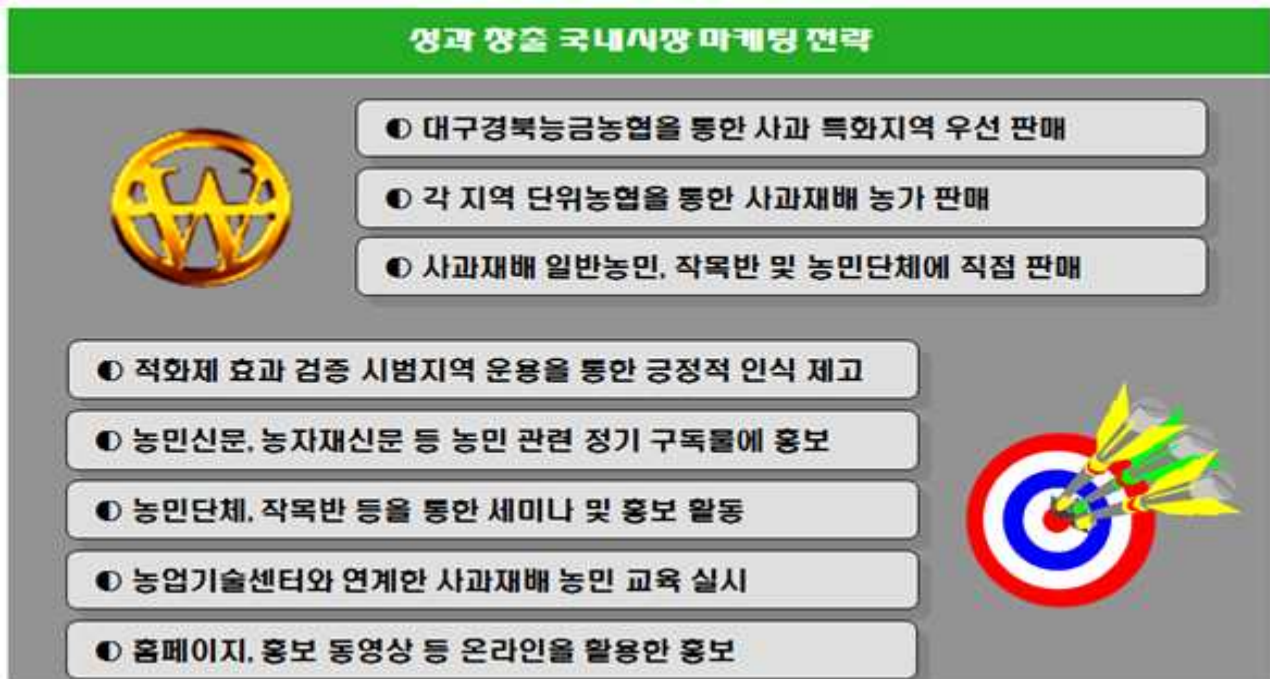 성과 창출 국내시장 마케팅 전략
◐ 대구경북능금농협을 통한 사과 특화지역 우선 판매
◐ 각 지역 단위농협을 통한 사과재배 농가 판매
◐ 사과재배 일반농민, 작목반 및 농민단체에 직접 판매
◐ 적화제 효과 검증 시범지역 운용을 통한 긍정적 인식 제고
◐ 농민신문, 농자재신문 등 농민 관련 정기 구독물에 홍보
◐ 농민단체, 작목반 등을 통한 세미나 및 홍보 활동
◐ 농업기술센터와 연계한 사과재배 농민 교육 실시
◐ 홈페이지, 홍보 동영상 등 온라인을 활용한 홍보